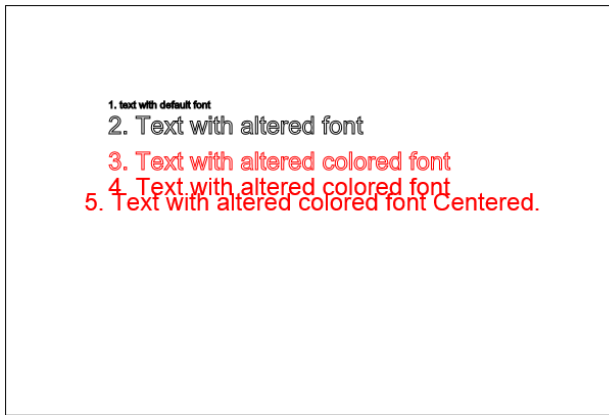 1. text with default font
2. Text with altered font
3. Text with altered colored font
4. Text with altered colored font
5. Text with altered colored font Centered.